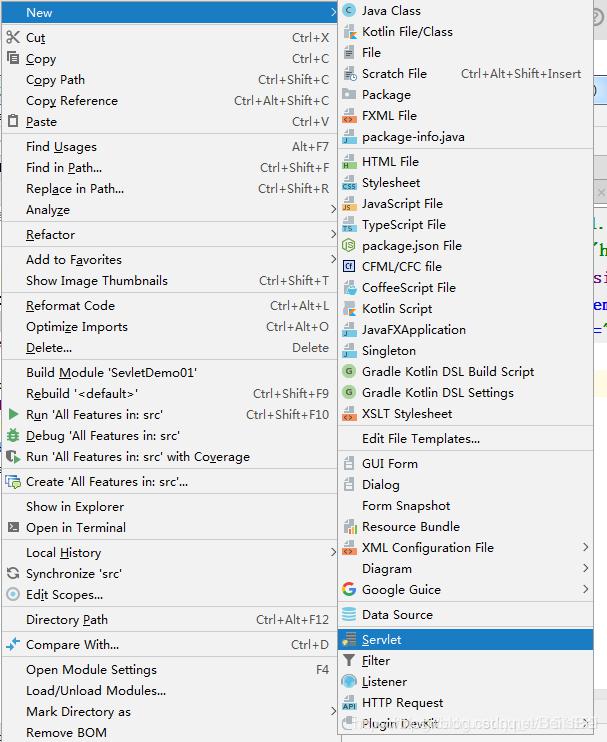 New
Cut Ctrl+X
Copy Ctrl+C
Copy Path Ctrl+Shift+C
Copy Reference Ctrl+Alt+Shift+C
Paste Ctrl+V
Find Usages Alt+F7
Find in Path... Ctrl+Shift+F
Replace in Path... Ctrl+Shift+R
Analyze
Refactor
Add to Favorites
Show Image Thumbnails Ctrl+Shift+T
Reformat Code Ctrl+Alt+L
Optimize Imports Ctrl+Alt+O
Delete... Delete
Build Module 'SevletDemo01'
Rebuild '<default>' Ctrl+Shift+F9
Run 'All Features in: src' Ctrl+Shift+F10
Debug 'All Features in: src'
Run 'All Features in: src' with Coverage
Create 'All Features in: src'...
Show in Explorer
Open in Terminal
Local History
Synchronize 'src'
Edit Scopes...
Directory Path Ctrl+Alt+F12
Compare With... Ctrl+D
Open Module Settings F4
Load/Unload Modules...
Mark Directory as
Remove BOM
Java Class
Kotlin File/Class
File
Scratch File Ctrl+Alt+Shift+Insert
Package
FXML File
package-info.java
HTML File
Stylesheet
JavaScript File
TypeScript File
package.json File
CFML/CFC file
CoffeeScript File
Kotlin Script
JavaFXApplication
Singleton
Gradle Kotlin DSL Build Script
Gradle Kotlin DSL Settings
XSLT Stylesheet
Edit File Templates...
GUI Form
Dialog
Form Snapshot
Resource Bundle
XML Configuration File
Diagram
Google Guice
Data Source
Servlet
Filter
Listener
HTTP Request
Plugin DevKit